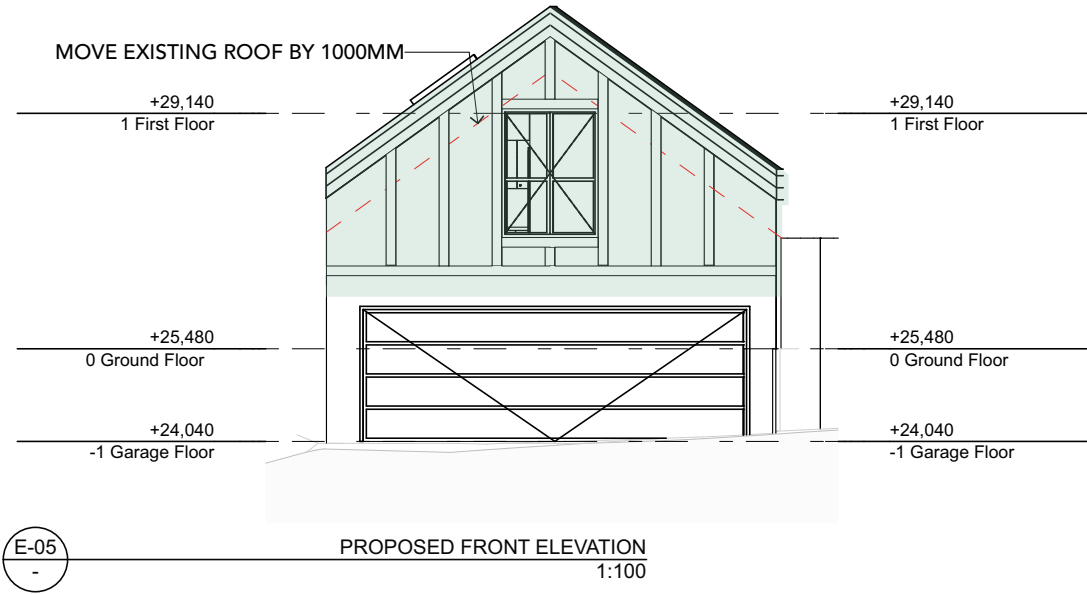 MOVE EXISTING ROOF BY 1000MM
+29,140
1 First Floor
+29,140
1 First Floor
+25,480
0 Ground Floor
+25,480
0 Ground Floor
+24,040
-1 Garage Floor
+24,040
-1 Garage Floor
E-05
-
PROPOSED FRONT ELEVATION
1:100